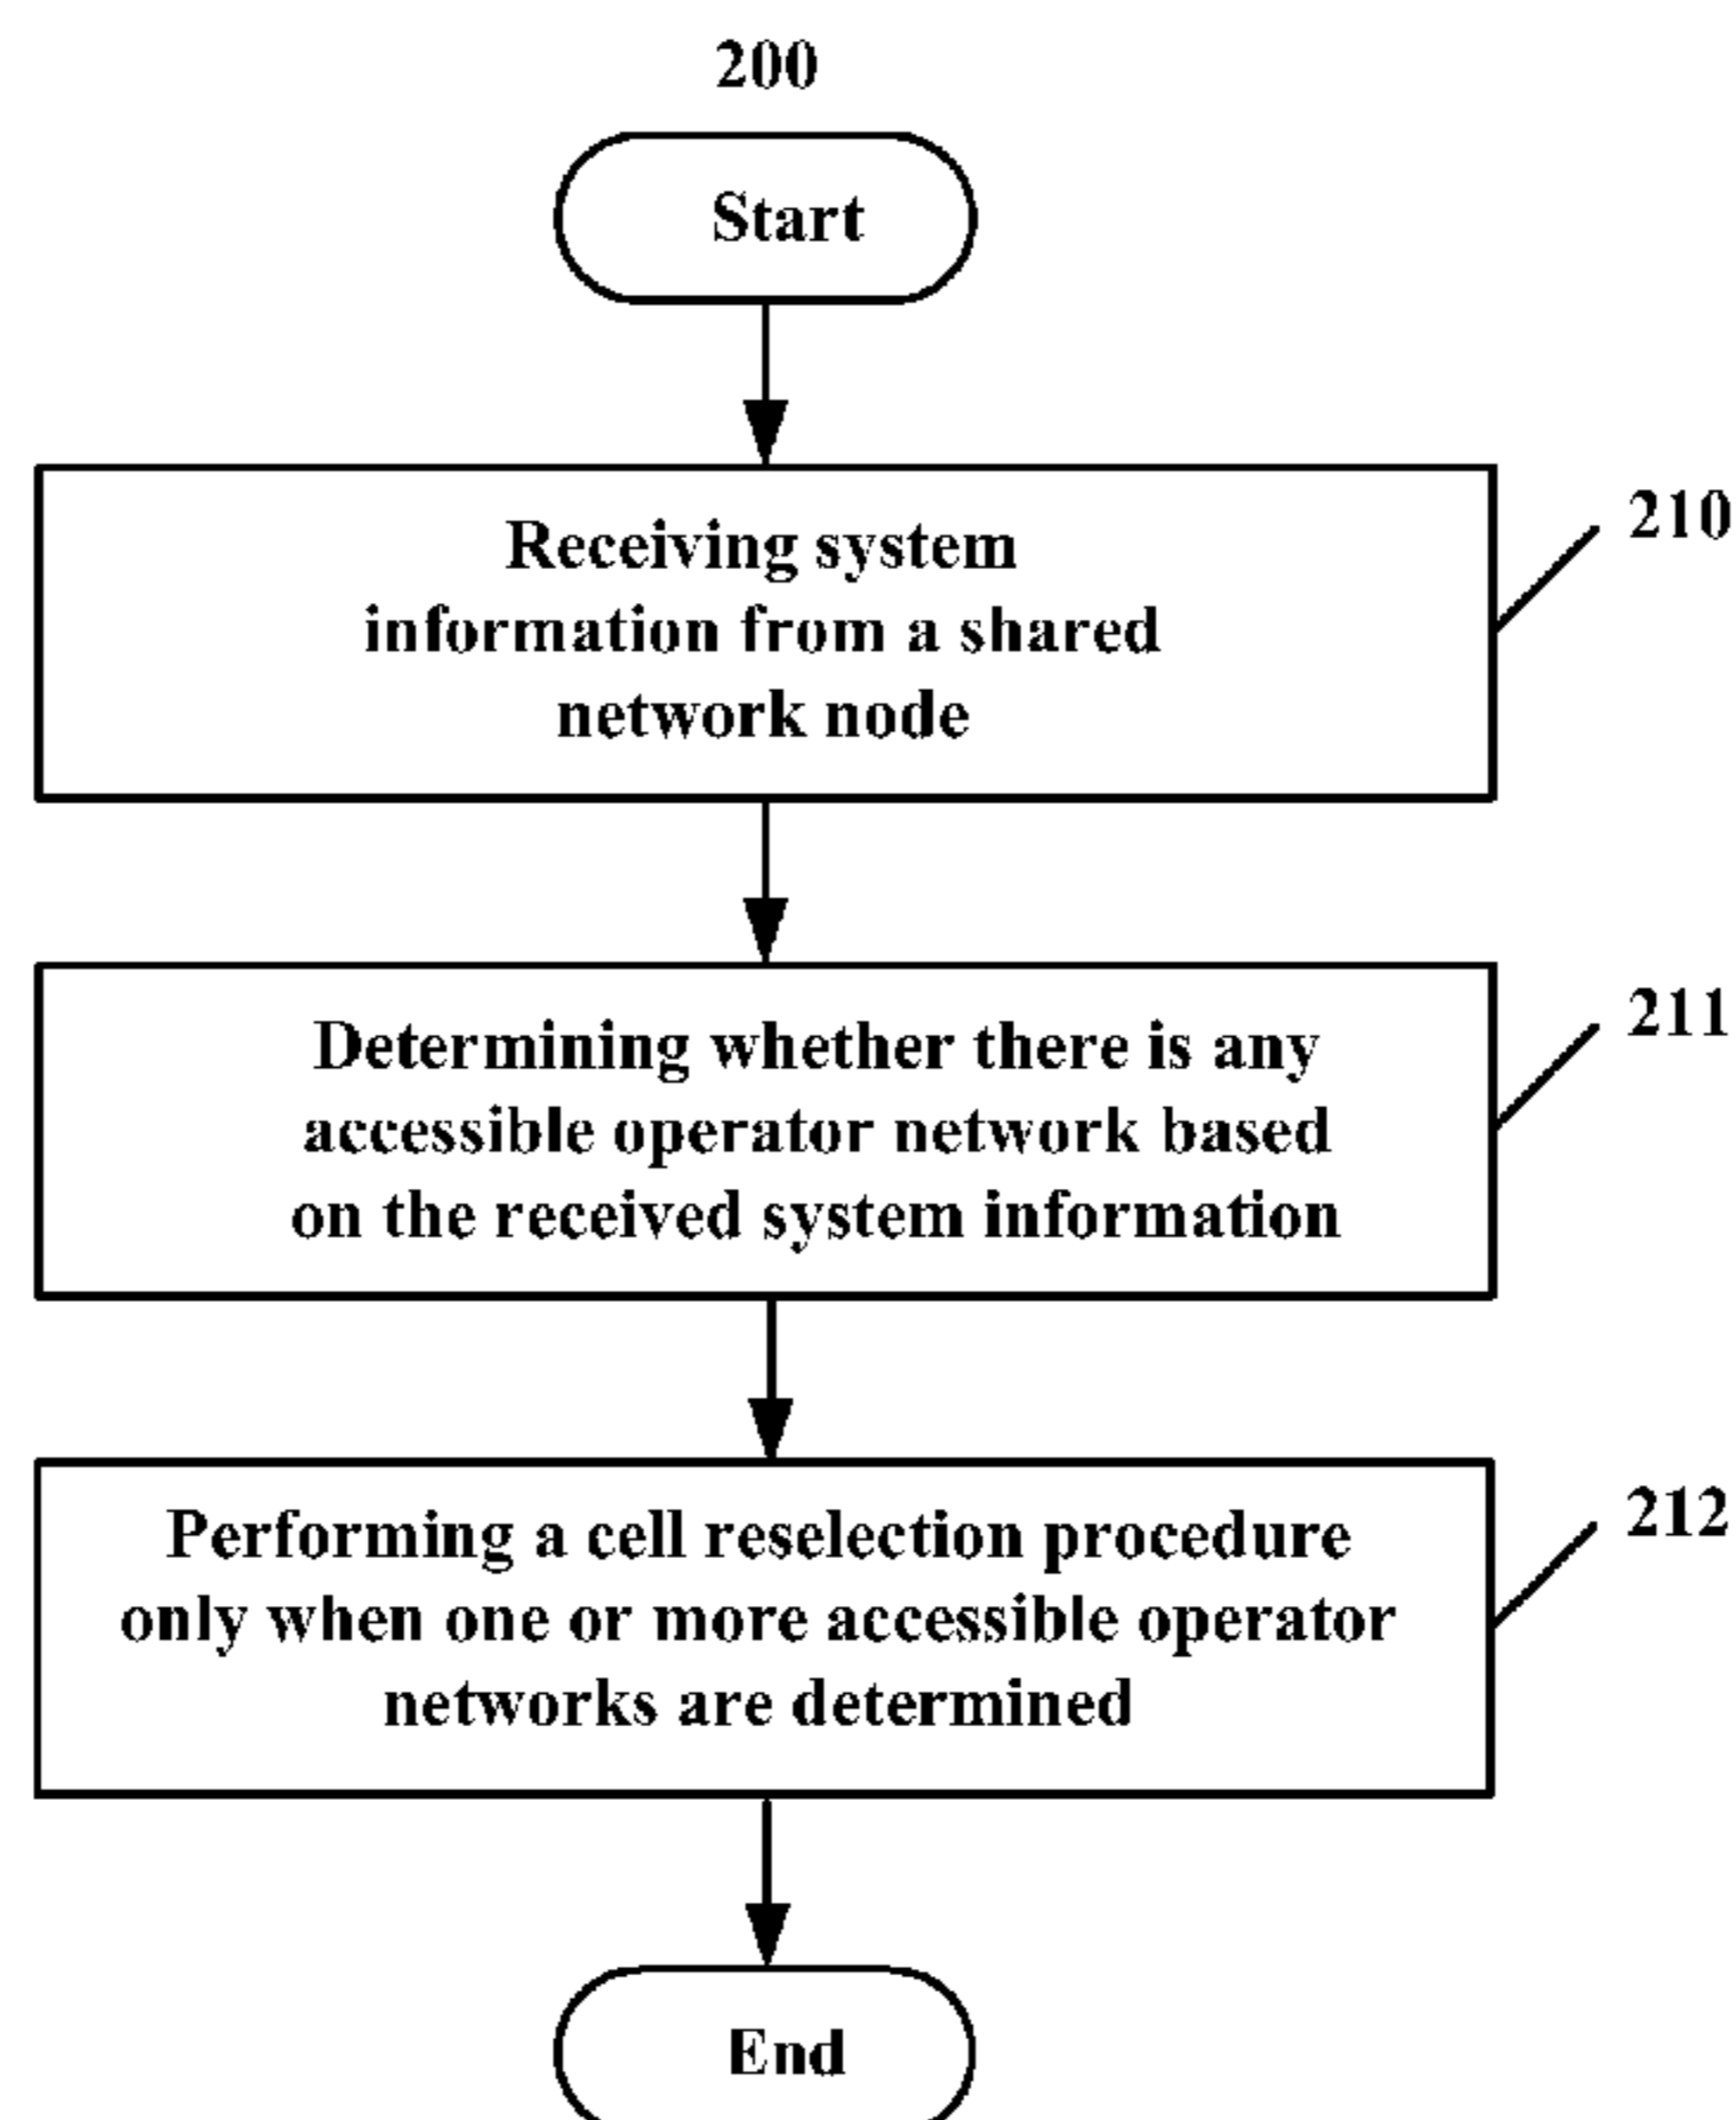 200
Start
Receiving system
information from a shared
network node
210
Determining whether there is any
accessible operator network based
on the received system information
211
Performing a cell reselection procedure
only when one or more accessible operator
networks are determined
212
End